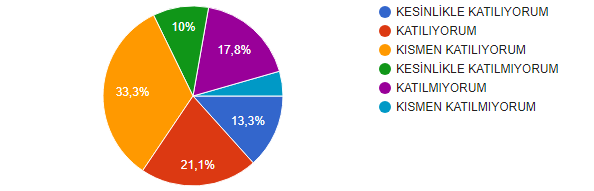 KESİNLİKLE KATILIYORUM
KATILIYORUM
KISMEN KATILIYORUM
KESİNLİKLE KATILMIYORUM
KATILMIYORUM
KISMEN KATILMIYORUM
10%
17,8%
33,3%
13,3%
21,1%